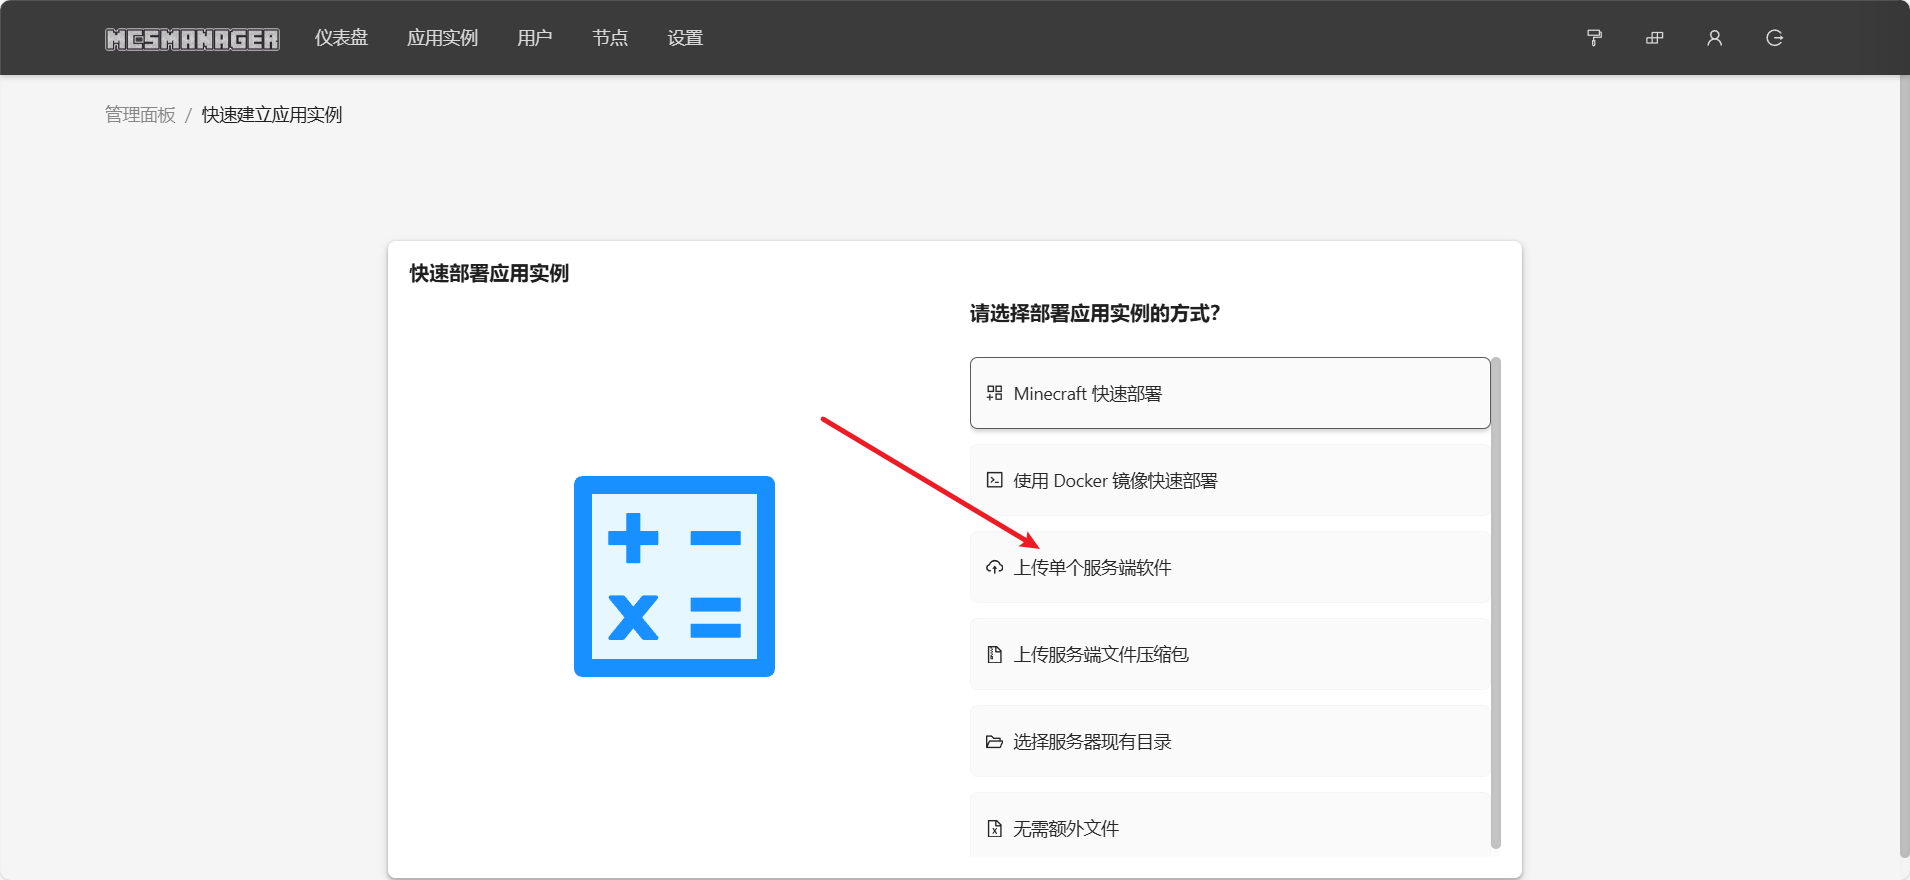 MCSMANAGER 仪表盘 应用实例 用户 节点 设置
管理面板 / 快速建立应用实例
快速部署应用实例
请选择部署应用实例的方式？
Minecraft 快速部署
使用 Docker 镜像快速部署
上传单个服务端软件
上传服务端文件压缩包
选择服务器现有目录
无需额外文件